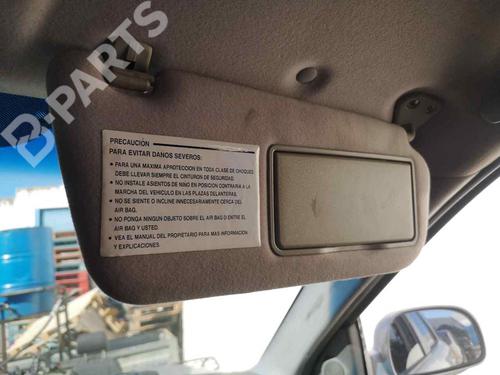 B-PARTS
PRECAUCIÓN
PARA EVITAR DANOS SEVEROS:
• PARA UNA MAXIMA APROTECCION EN TODA CLASE DE CHOQUES
DEBE LLEVAR SIEMPRE EL CINTURON DE SEGURIDAD.
• NO INSTALE ASIENTOS DE NINO EN POSICION CONTRARIA A LA
MARCHA DEL VEHICULO EN LAS PLAZAS DELANTERAS.
• NO SE SIENTE O INCLINE INNECESARIAMENTE CERCA DEL
AIR BAG.
• NO PONGA NINGUN OBJETO SOBRE EL AIR BAG O ENTRE EL
AIR BAG Y USTED.
• VEA EL MANUAL DEL PROPIETARIO PARA MAS INFORMACION
Y EXPLICACIONES.